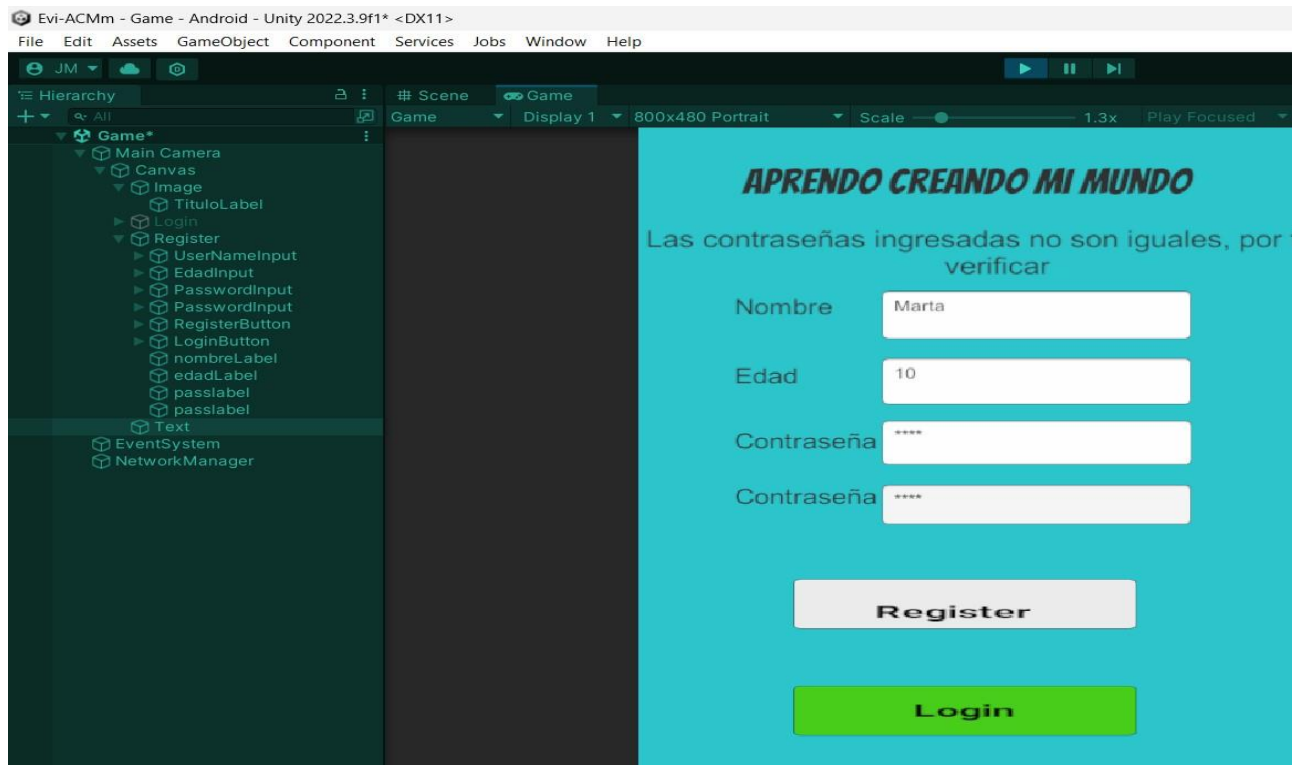 Evi-ACMm - Game - Android - Unity 2022.3.9f1* <DX11>
File Edit Assets GameObject Component Services Jobs Window Help
JM
Hierarchy
# Scene Game
All
Game Display 1 800x480 Portrait Scale 1.3x Play Focused
Game*
Main Camera
Canvas
Image
TituloLabel
Login
Register
UserNameInput
EdadInput
PasswordInput
PasswordInput
RegisterButton
LoginButton
nombreLabel
edadLabel
passlabel
passlabel
Text
EventSystem
NetworkManager
APRENDO CREANDO MI MUNDO
Las contraseñas ingresadas no son iguales, por
verificar
Nombre Marta
Edad 10
Contraseña ****
Contraseña ****
Register
Login